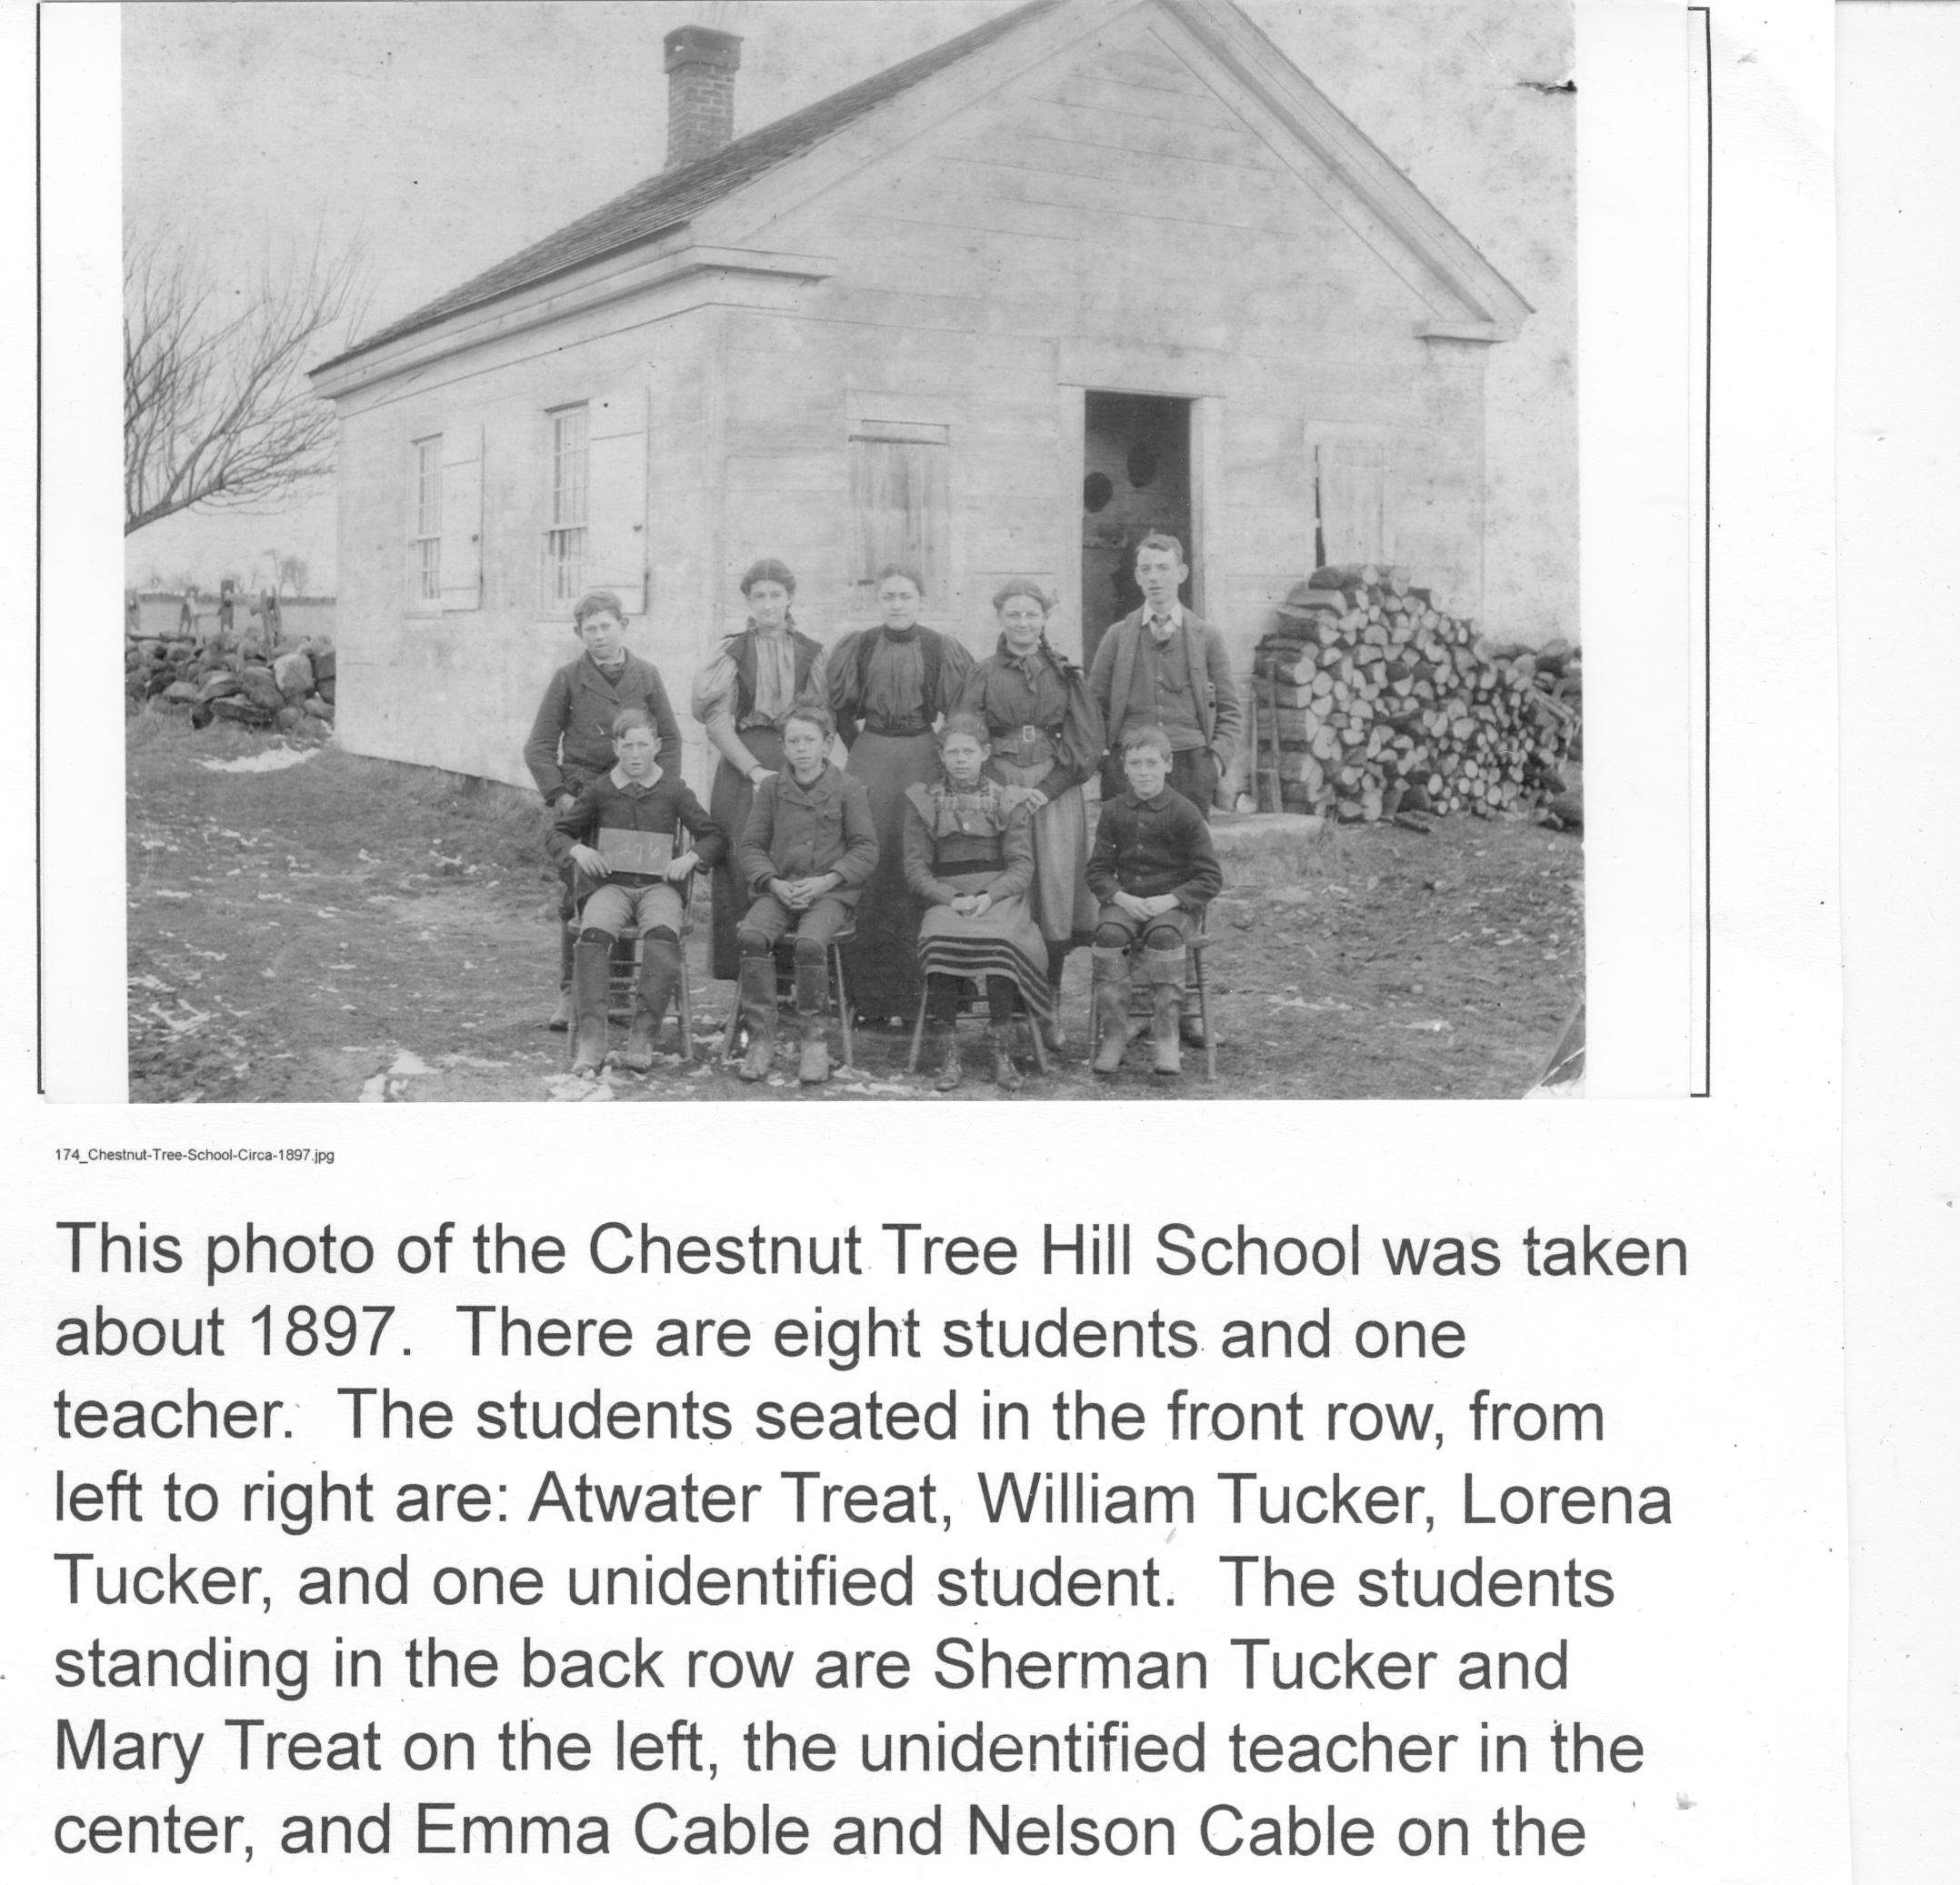 276
174_Chestnut-Tree-School-Circa-1897.jpg
This photo of the Chestnut Tree Hill School was taken
about 1897.  There are eight students and one
teacher.  The students seated in the front row, from
left to right are: Atwater Treat, William Tucker, Lorena
Tucker, and one unidentified student.  The students
standing in the back row are Sherman Tucker and
Mary Treat on the left, the unidentified teacher in the
center, and Emma Cable and Nelson Cable on the